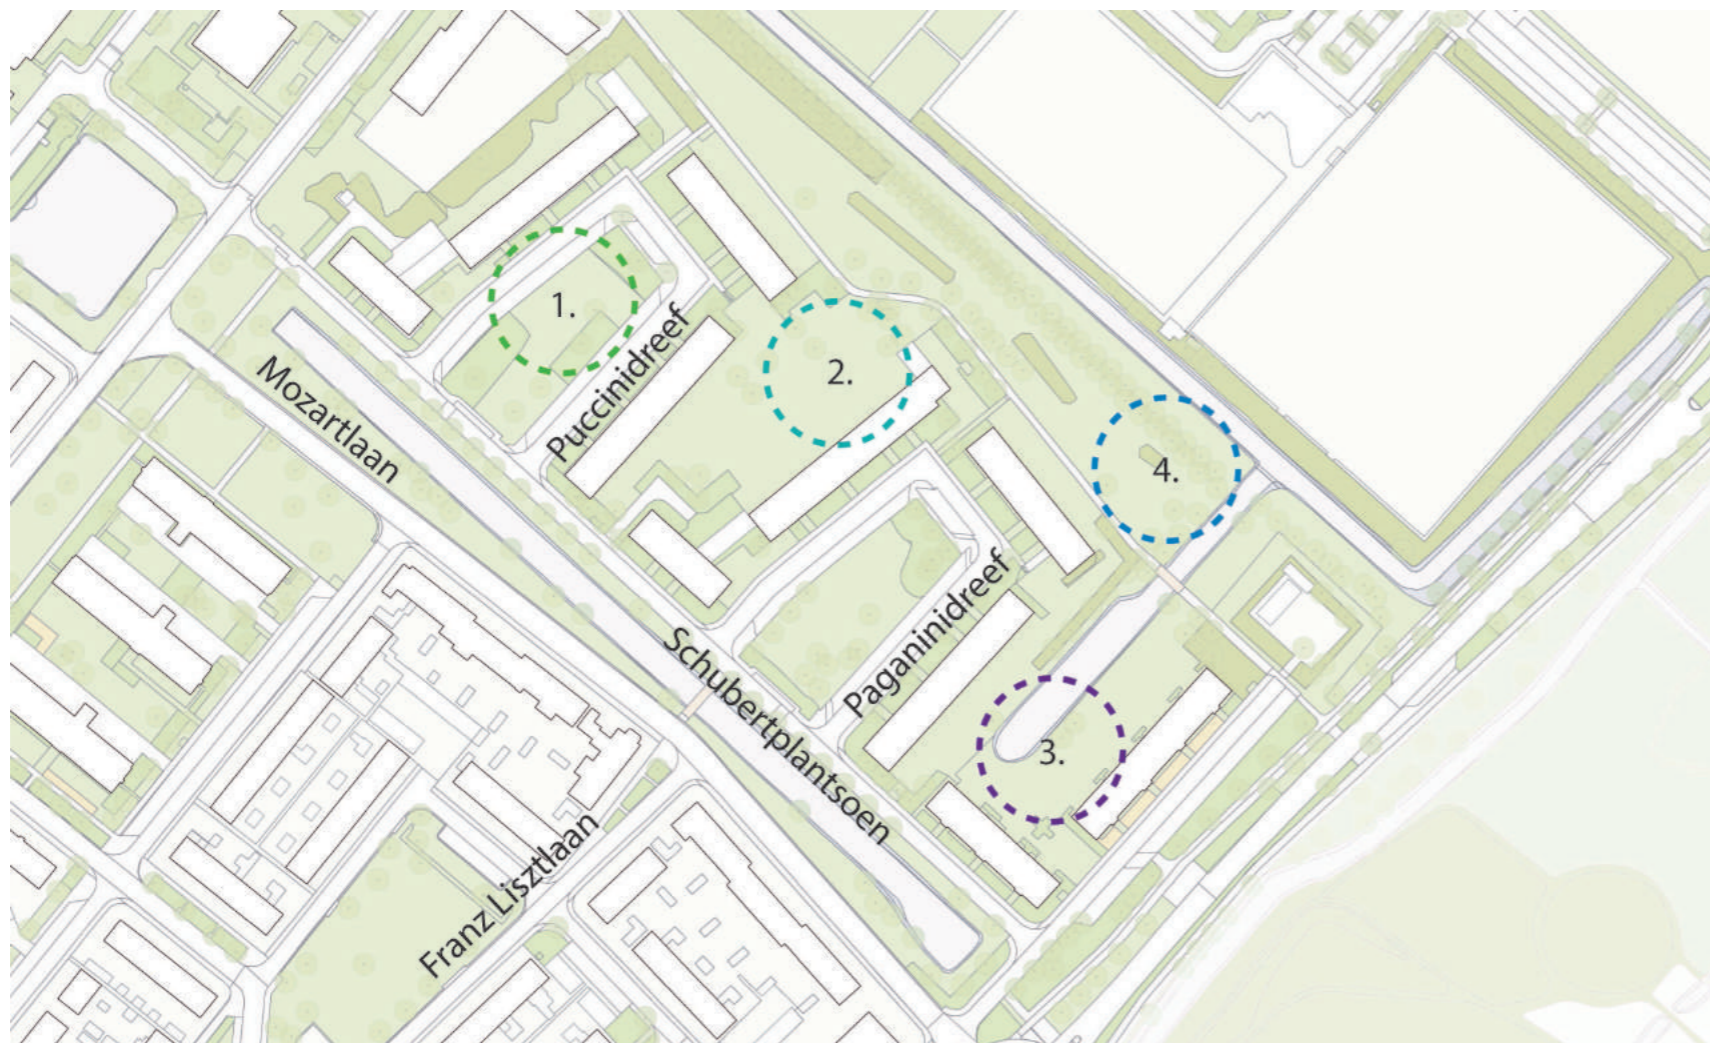 1.
Puccinidreef
2.
Mozartlaan
4.
Paganinidreef
Schubertplantsoen
3.
Franz Lisztlaan